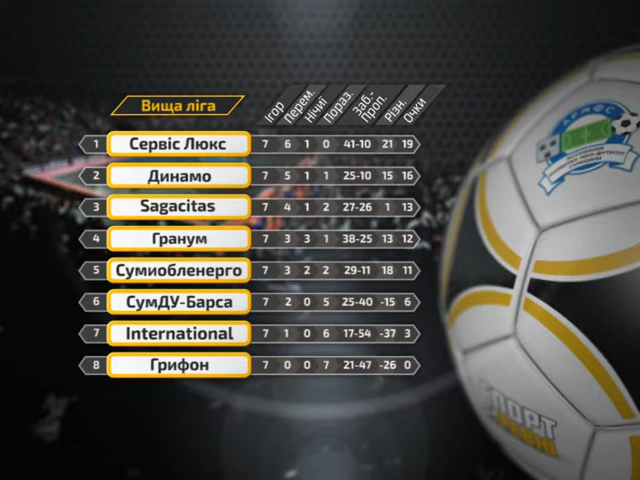 Вища ліга
Ігор Перем. Нічиї Пораз. Заб.-Проп. Різн. Очки
1 Сервіс Люкс 7 6 1 0 41-10 21 19
2 Динамо 7 5 1 1 25-10 15 16
3 Sagacitas 7 4 1 2 27-26 1 13
4 Гранум 7 3 3 1 38-25 13 12
5 Сумиобленерго 7 3 2 2 29-11 18 11
6 СумДУ-Барса 7 2 0 5 25-40 -15 6
7 International 7 1 0 6 17-54 -37 3
8 Грифон 7 0 0 7 21-47 -26 0
СПОРТ
РЕВЮ